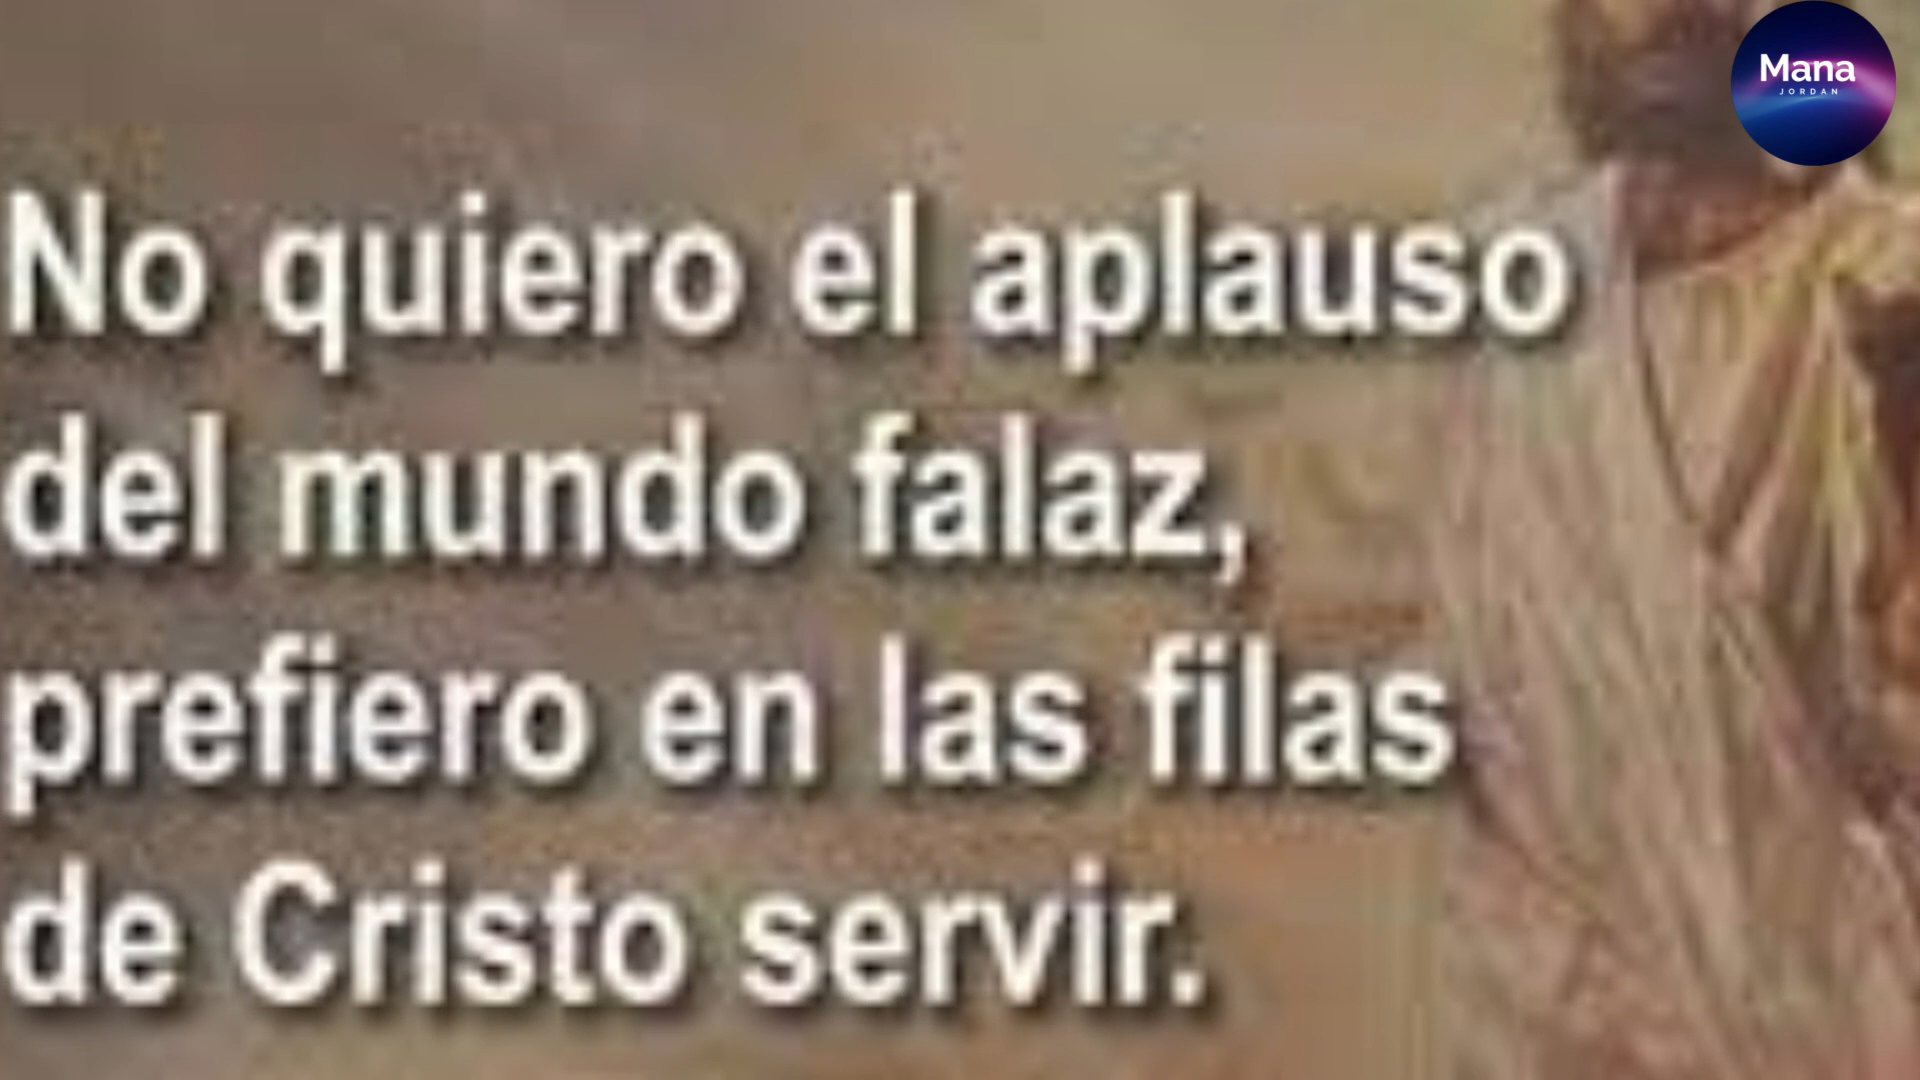 Mana
JORDAN
No quiero el aplauso
del mundo falaz,
prefiero en las filas
de Cristo servir.